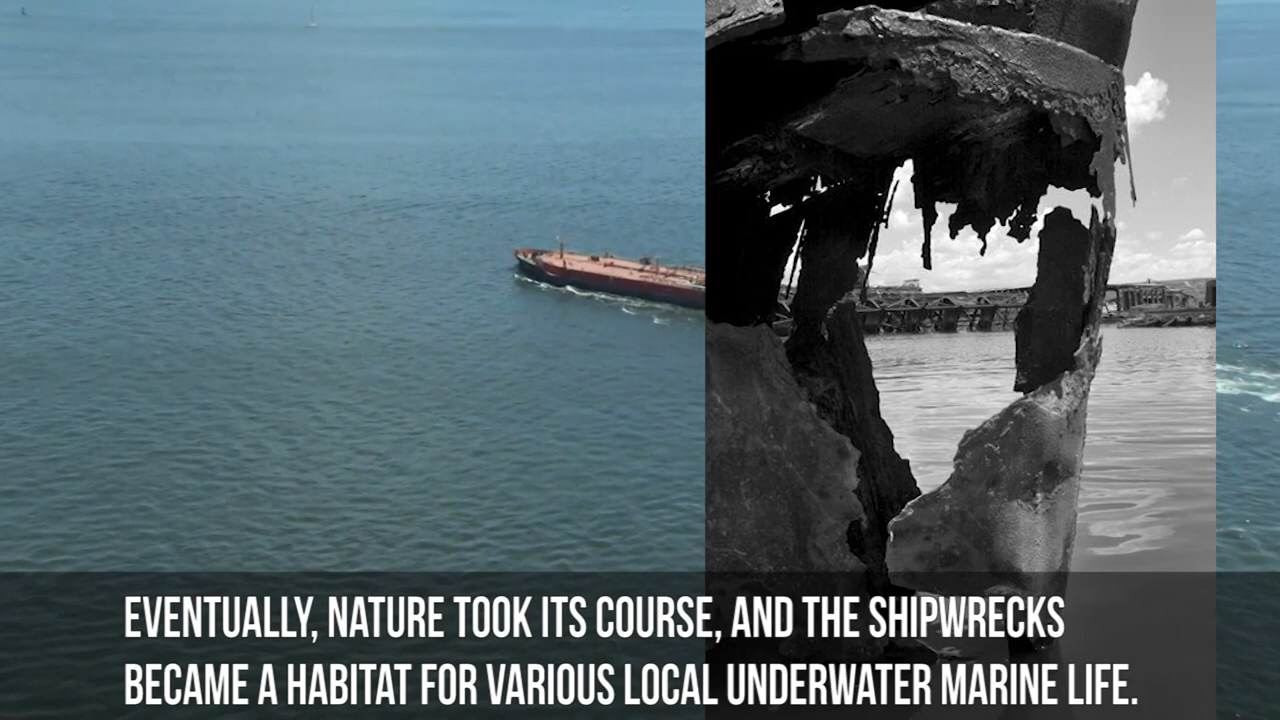 EVENTUALLY, NATURE TOOK ITS COURSE, AND THE SHIPWRECKS
BECAME A HABITAT FOR VARIOUS LOCAL UNDERWATER MARINE LIFE.